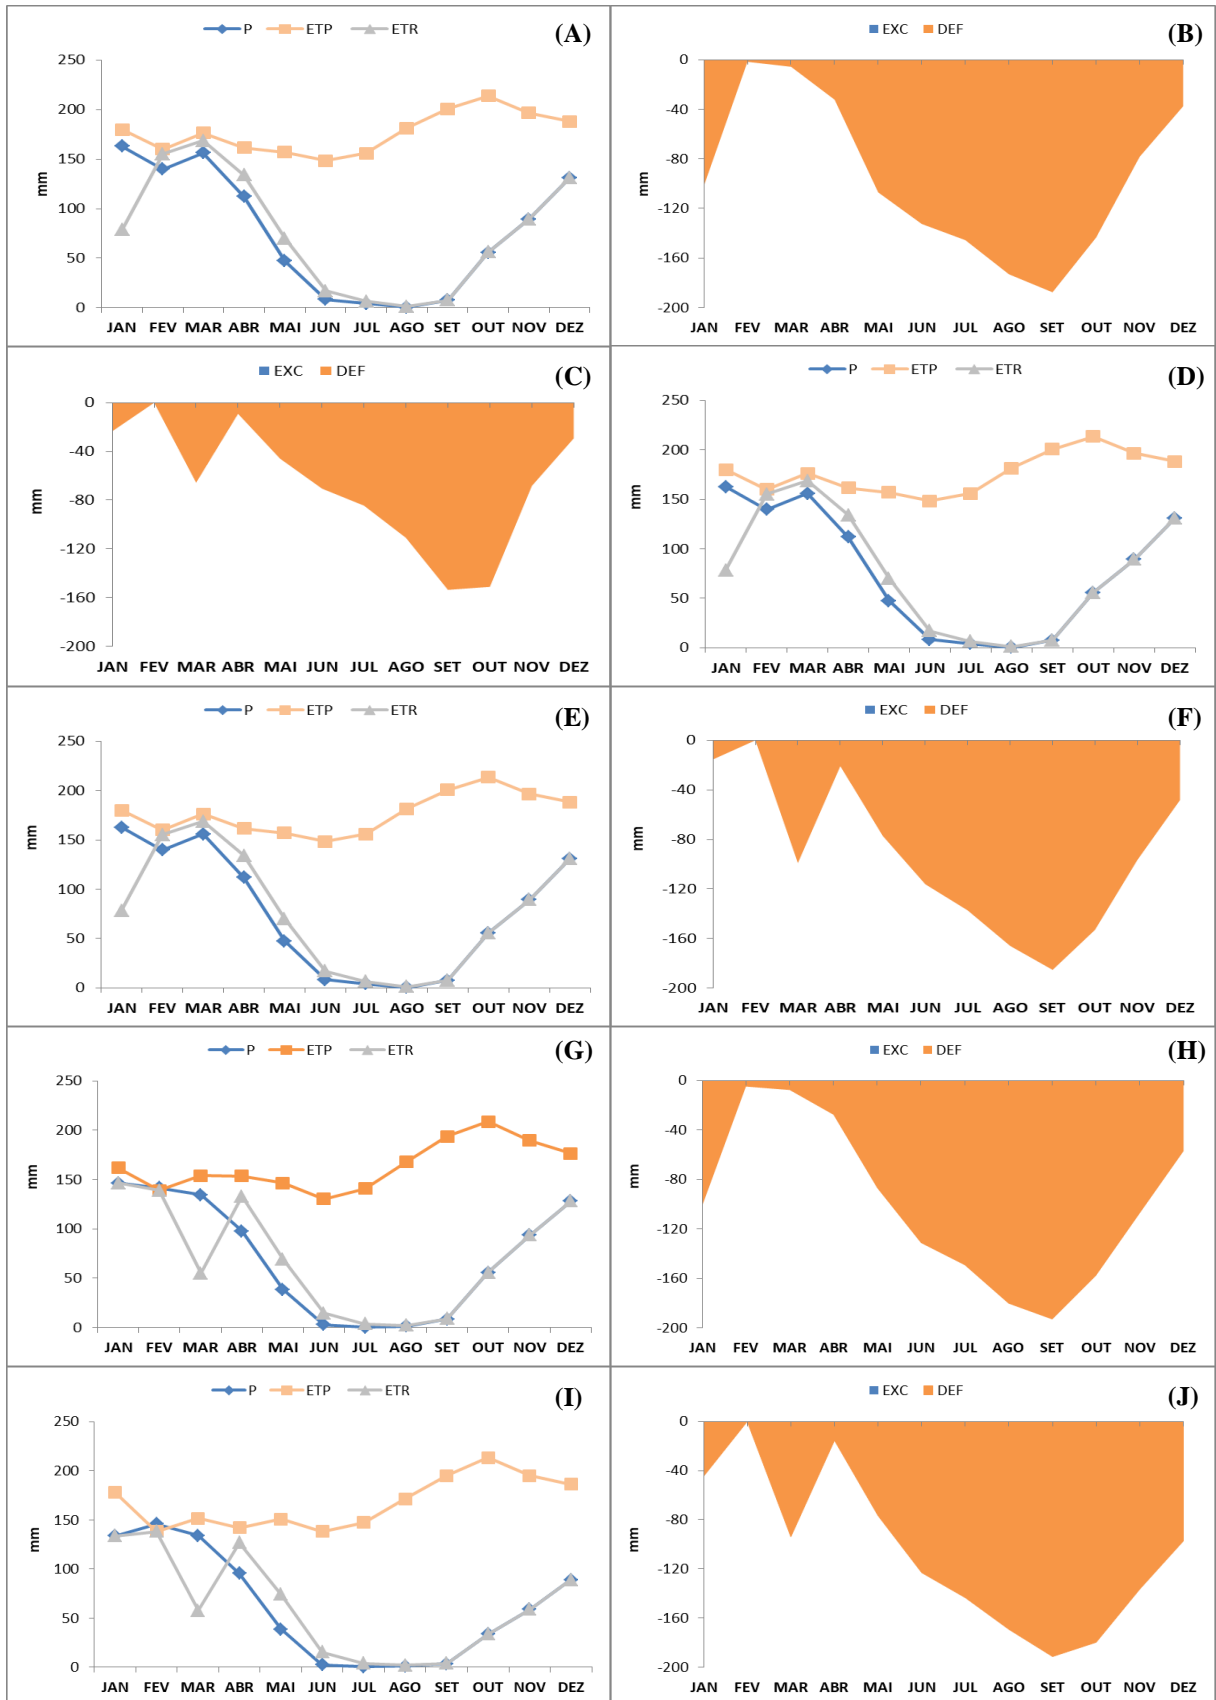 P ETP ETR (A)
250
200
150
100
50
0
mm
JAN FEV MAR ABR MAI JUN JUL AGO SET OUT NOV DEZ
EXC DEF (B)
0
-40
-80
-120
-160
-200
mm
JAN FEV MAR ABR MAI JUN JUL AGO SET OUT NOV DEZ
EXC DEF (C)
0
-40
-80
-120
-160
-200
mm
JAN FEV MAR ABR MAI JUN JUL AGO SET OUT NOV DEZ
P ETP ETR (D)
250
200
150
100
50
0
mm
JAN FEV MAR ABR MAI JUN JUL AGO SET OUT NOV DEZ
P ETP ETR (E)
250
200
150
100
50
0
mm
JAN FEV MAR ABR MAI JUN JUL AGO SET OUT NOV DEZ
EXC DEF (F)
0
-40
-80
-120
-160
-200
mm
JAN FEV MAR ABR MAI JUN JUL AGO SET OUT NOV DEZ
P ETP ETR (G)
250
200
150
100
50
0
mm
JAN FEV MAR ABR MAI JUN JUL AGO SET OUT NOV DEZ
EXC DEF (H)
0
-40
-80
-120
-160
-200
mm
JAN FEV MAR ABR MAI JUN JUL AGO SET OUT NOV DEZ
P ETP ETR (I)
250
200
150
100
50
0
mm
JAN FEV MAR ABR MAI JUN JUL AGO SET OUT NOV DEZ
EXC DEF (J)
0
-40
-80
-120
-160
-200
mm
JAN FEV MAR ABR MAI JUN JUL AGO SET OUT NOV DEZ